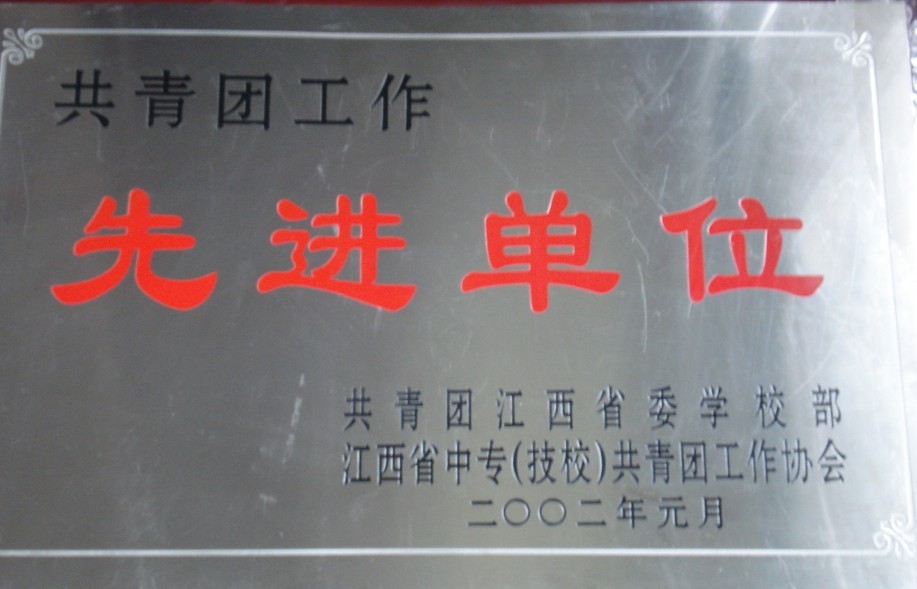 共青团工作
先进单位
共青团江西省委学校部
江西省中专(技校)共青团工作协会
二〇〇二年元月